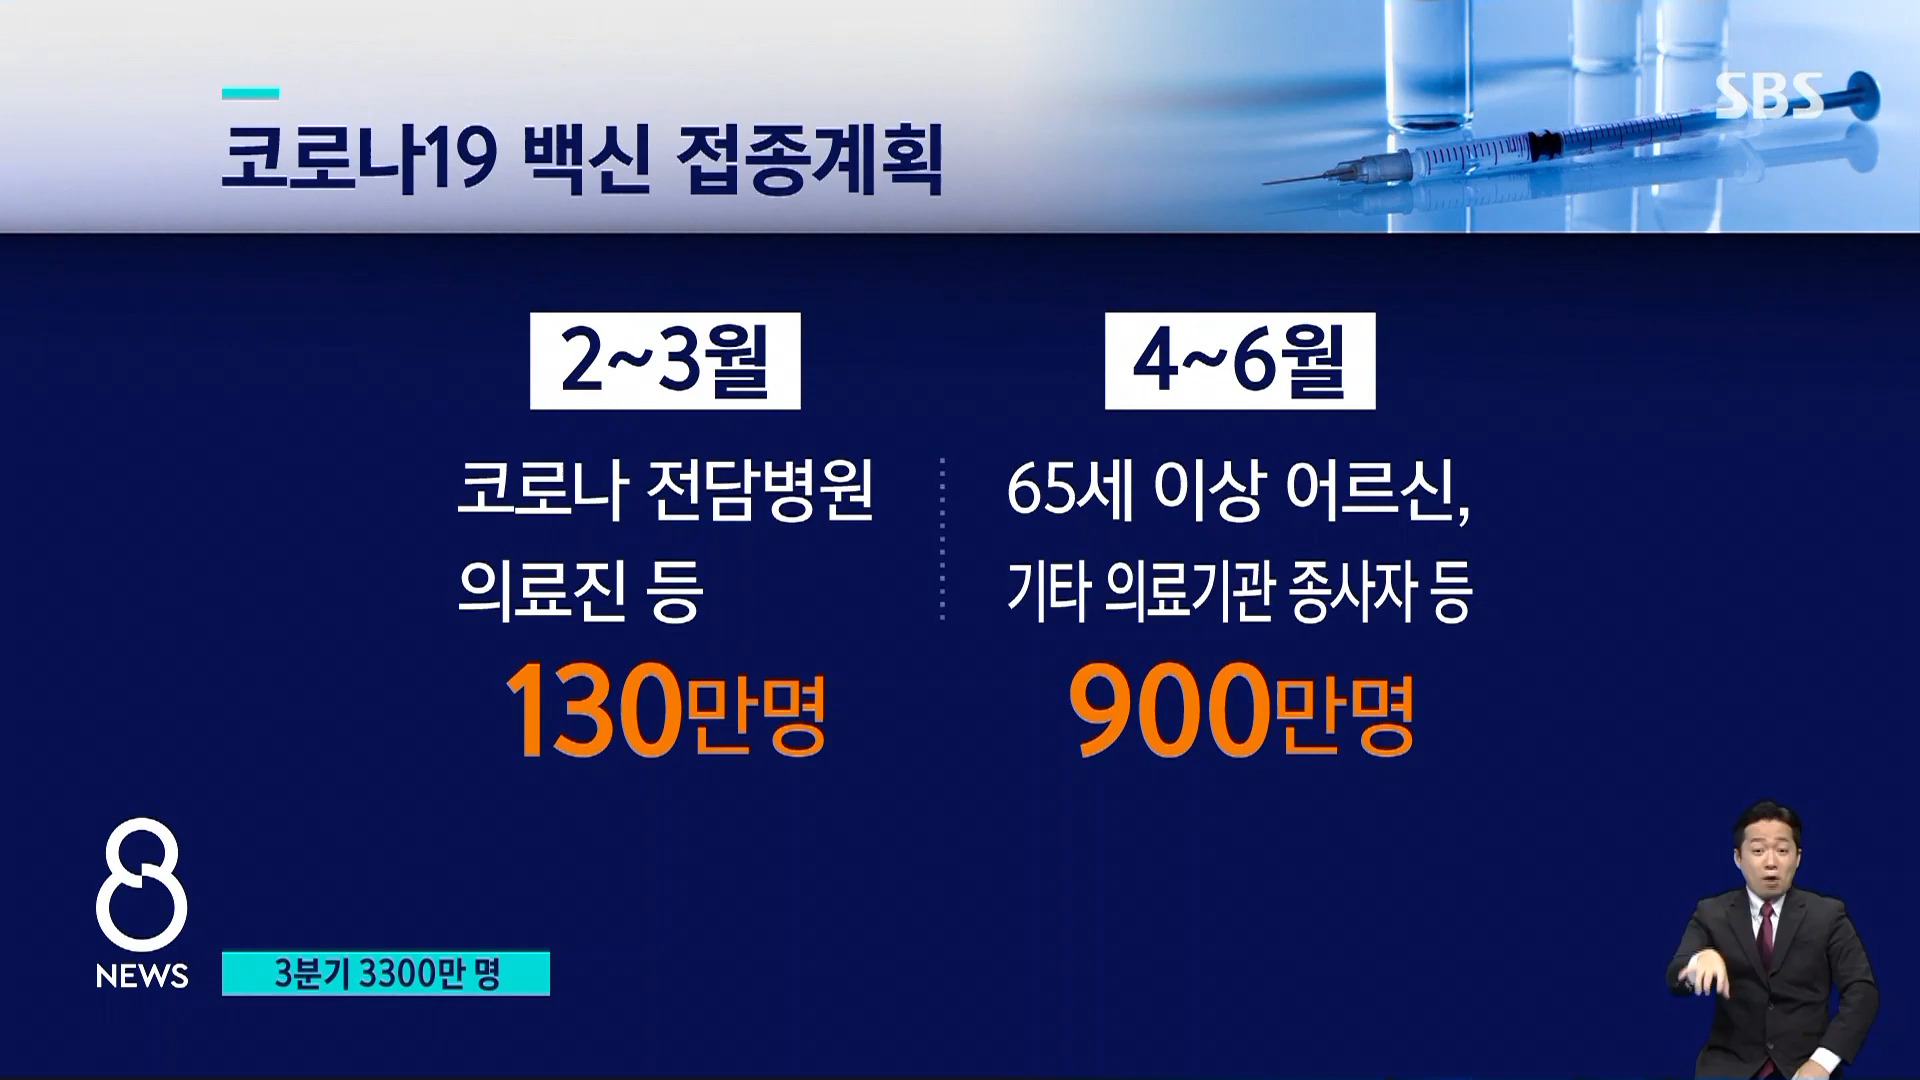 SBS
코로나19 백신 접종계획
2~3월
코로나 전담병원
의료진 등
130만명
4~6월
65세 이상 어르신,
기타 의료기관 종사자 등
900만명
8
NEWS
3분기 3300만 명